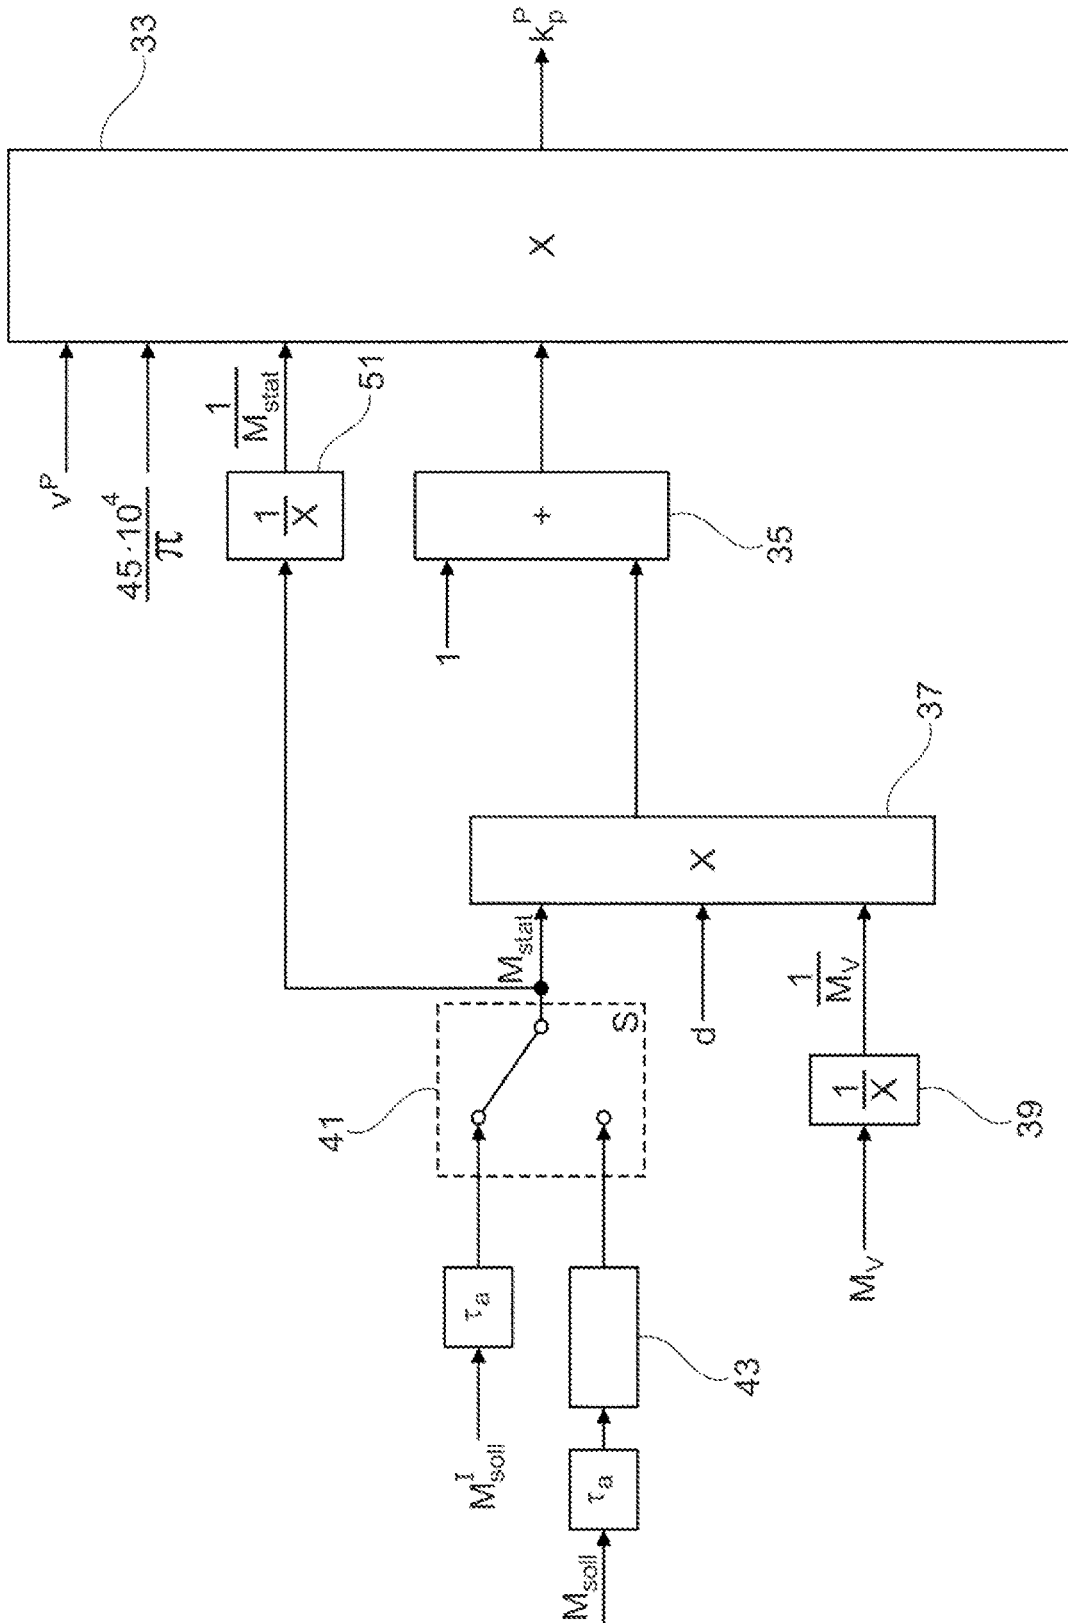 33
k_p^P
X
v^P
45·10^4
π
1
M_stat
51
1
X
+
35
1
37
X
M_stat
d
1
M_v
S
41
1
X
39
M_v
τ_a
M_soll^I
43
τ_a
M_soll